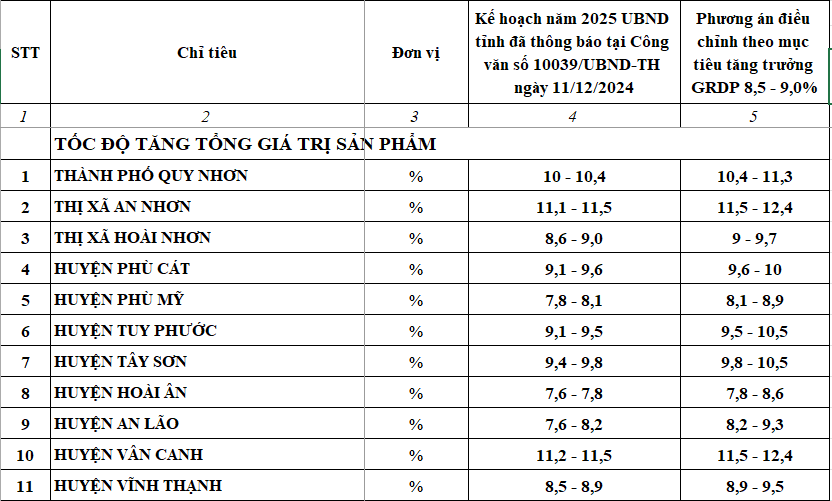 STT
Chỉ tiêu
Đơn vị
Kế hoạch năm 2025 UBND
tỉnh đã thông báo tại Công
văn số 10039/UBND-TH
ngày 11/12/2024
Phương án điều
chỉnh theo mục
tiêu tăng trưởng
GRDP 8,5 - 9,0%
1 2 3 4 5
TỐC ĐỘ TĂNG TỔNG GIÁ TRỊ SẢN PHẨM
1 THÀNH PHỐ QUY NHƠN % 10 - 10,4 10,4 - 11,3
2 THỊ XÃ AN NHƠN % 11,1 - 11,5 11,5 - 12,4
3 THỊ XÃ HOÀI NHƠN % 8,6 - 9,0 9 - 9,7
4 HUYỆN PHÙ CÁT % 9,1 - 9,6 9,6 - 10
5 HUYỆN PHÙ MỸ % 7,8 - 8,1 8,1 - 8,9
6 HUYỆN TUY PHƯỚC % 9,1 - 9,5 9,5 - 10,5
7 HUYỆN TÂY SƠN % 9,4 - 9,8 9,8 - 10,5
8 HUYỆN HOÀI ÂN % 7,6 - 7,8 7,8 - 8,6
9 HUYỆN AN LÃO % 7,6 - 8,2 8,2 - 9,3
10 HUYỆN VÂN CANH % 11,2 - 11,5 11,5 - 12,4
11 HUYỆN VĨNH THẠNH % 8,5 - 8,9 8,9 - 9,5